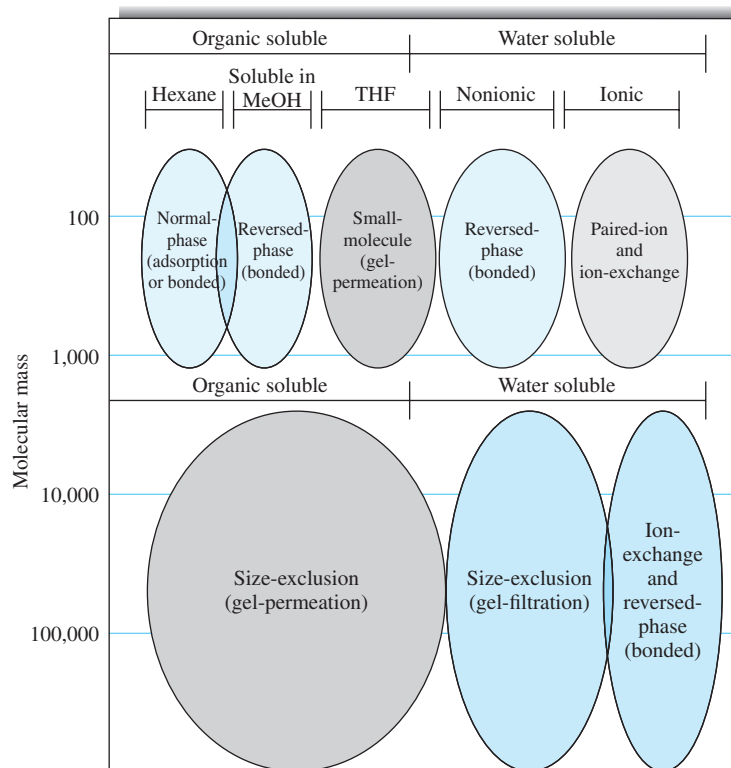 Organic soluble
Water soluble
Hexane
Soluble in
MeOH
THF
Nonionic
Ionic
100
Normal-
phase
(adsorption
or bonded)
Reversed-
phase
(bonded)
Small-
molecule
(gel-
permeation)
Reversed-
phase
(bonded)
Paired-ion
and
ion-exchange
1,000
Organic soluble
Water soluble
Molecular mass
10,000
Size-exclusion
(gel-permeation)
Size-exclusion
(gel-filtration)
Ion-
exchange
and
reversed-
phase
(bonded)
100,000